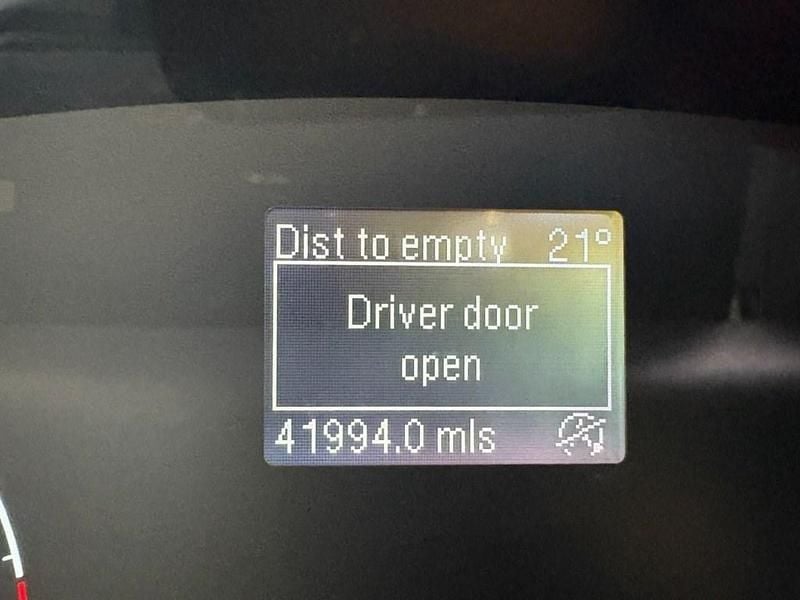 Dist to empty 21°
Driver door
open
41994.0 mls